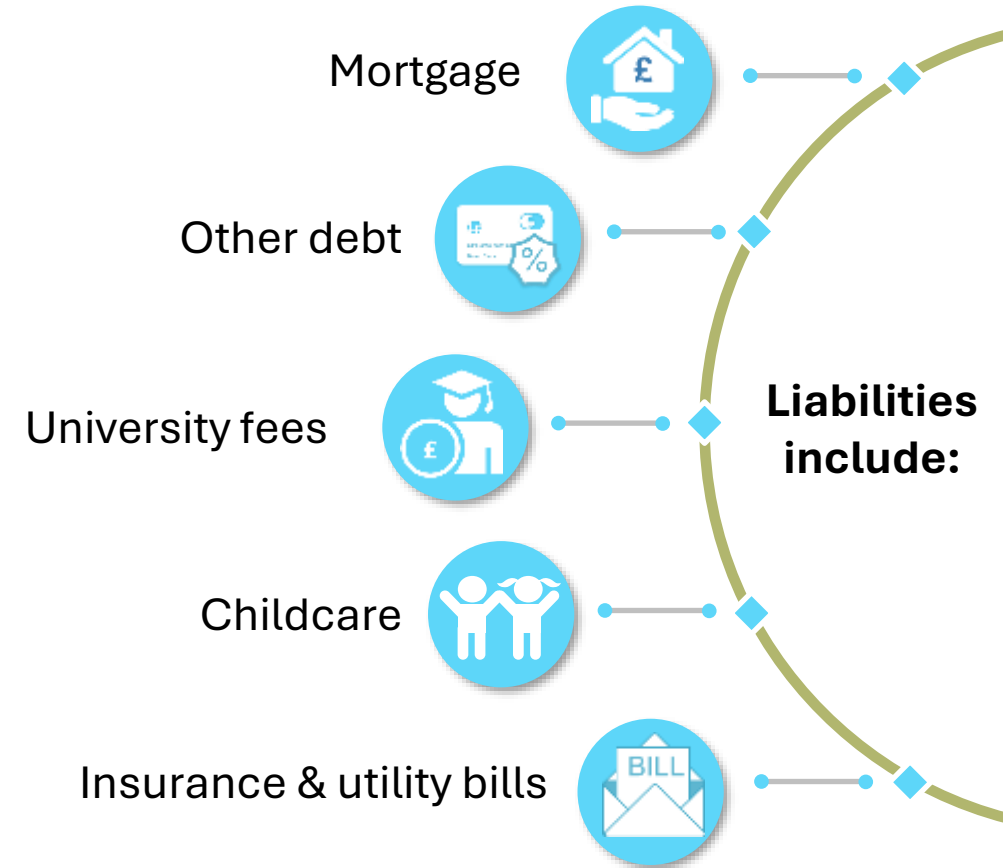 Mortgage
£
Other debt
%
University fees
£
Liabilities
include:
Childcare
Insurance & utility bills
BILL